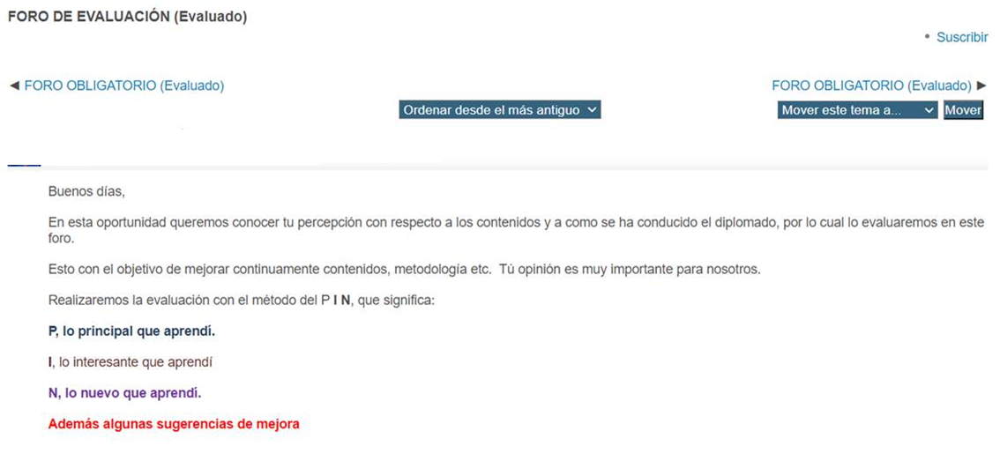 FORO DE EVALUACIÓN (Evaluado)
Suscribir
◄ FORO OBLIGATORIO (Evaluado)
FORO OBLIGATORIO (Evaluado) ►
Ordenar desde el más antiguo
Mover este tema a...
Mover
Buenos días,
En esta oportunidad queremos conocer tu percepción con respecto a los contenidos y a como se ha conducido el diplomado, por lo cual lo evaluaremos en este
foro.
Esto con el objetivo de mejorar continuamente contenidos, metodología etc. Tú opinión es muy importante para nosotros.
Realizaremos la evaluación con el método del P I N, que significa:
P, lo principal que aprendí.
I, lo interesante que aprendí
N, lo nuevo que aprendí.
Además algunas sugerencias de mejora